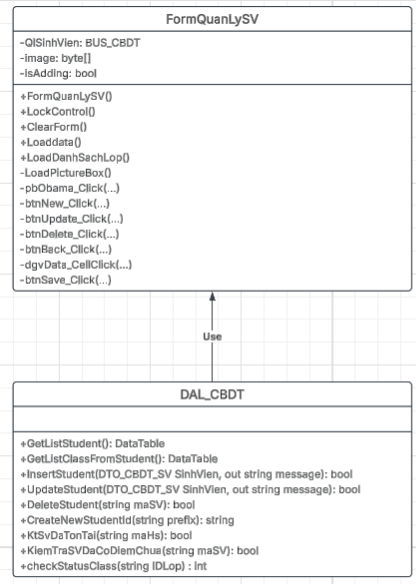 FormQuanLySV
-QlSinhVien: BUS_CBDT
-image: byte[]
-isAdding: bool
+FormQuanLySV()
+LockControl()
+ClearForm()
+Loaddata()
+LoadDanhSachLop()
-LoadPictureBox()
-pbObama_Click(...)
-btnNew_Click(...)
-btnUpdate_Click(...)
-btnDelete_Click(...)
-btnBack_Click(...)
-dgvData_CellClick(...)
-btnSave_Click(...)
Use
DAL_CBDT
+GetListStudent(): DataTable
+GetListClassFromStudent(): DataTable
+InsertStudent(DTO_CBDT_SV SinhVien, out string message): bool
+UpdateStudent(DTO_CBDT_SV SinhVien, out string message): bool
+DeleteStudent(string maSV): bool
+CreateNewStudentId(string prefix): string
+KtSvDaTonTai(string maHs): bool
+KiemTraSVDaCoDiemChua(string maSV): bool
+checkStatusClass(string IDLop) : int